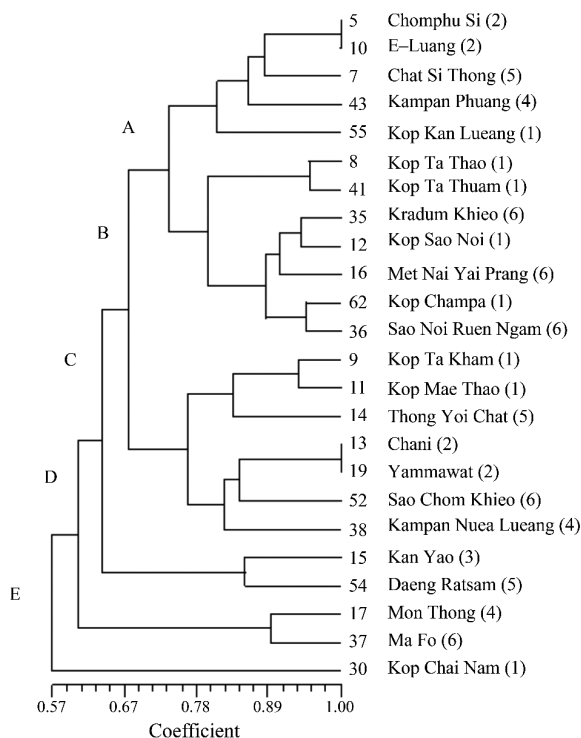 5 Chomphu Si (2)
10 E–Luang (2)
7 Chat Si Thong (5)
43 Kampan Phuang (4)
A
55 Kop Kan Lueang (1)
8 Kop Ta Thao (1)
41 Kop Ta Thuam (1)
35 Kradum Khieo (6)
B
12 Kop Sao Noi (1)
16 Met Nai Yai Prang (6)
62 Kop Champa (1)
36 Sao Noi Ruen Ngam (6)
C
9 Kop Ta Kham (1)
11 Kop Mae Thao (1)
14 Thong Yoi Chat (5)
13 Chani (2)
19 Yammawat (2)
D
52 Sao Chom Khieo (6)
38 Kampan Nuea Lueang (4)
15 Kan Yao (3)
54 Daeng Ratsam (5)
E
17 Mon Thong (4)
37 Ma Fo (6)
30 Kop Chai Nam (1)
0.57 0.67 0.78 0.89 1.00
Coefficient